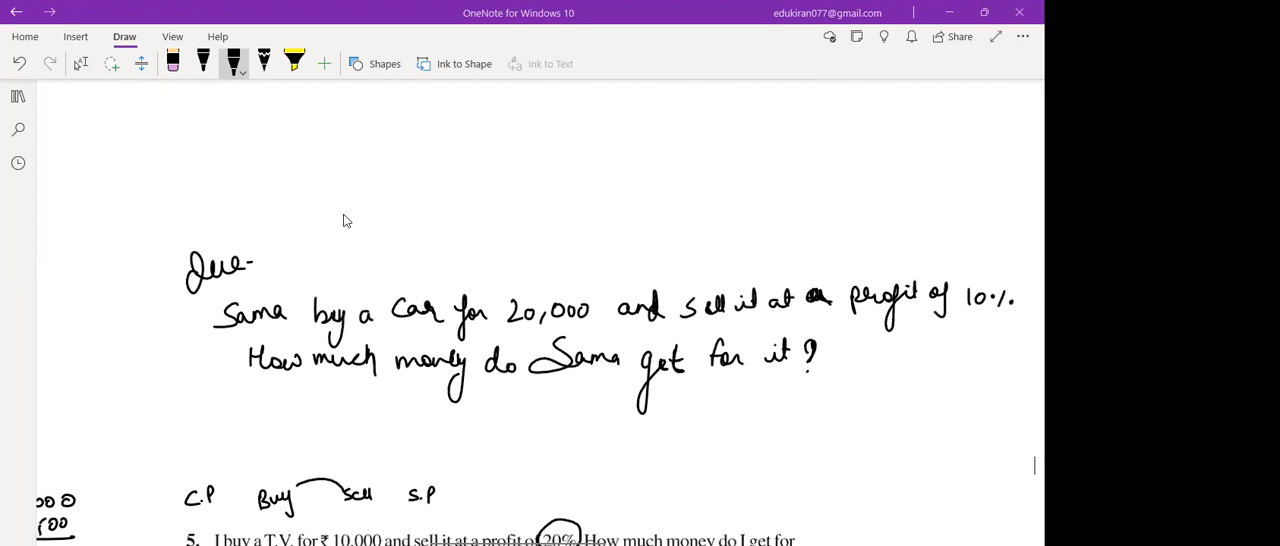 OneNote for Windows 10
edukiran077@gmail.com
Home Insert Draw View Help
Share
Shapes Ink to Shape Ink to Text
Que-
Sama buy a Car for 20,000 and sell it at a profit of 10%.
How much money do Sama get for it?
000
C.P Buy Sell S.P
500
5. I buy a T.V. for ₹ 10,000 and sell it at a profit of 20%. How much money do I get for